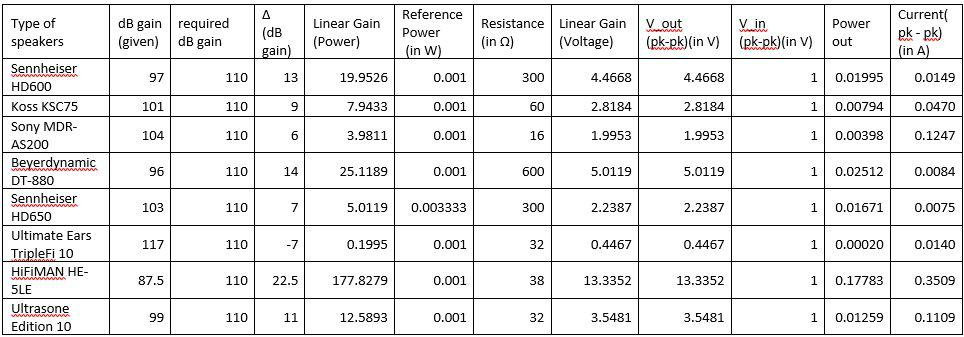 Type of speakers | dB gain (given) | required dB gain | Δ (dB gain) | Linear Gain (Power) | Reference Power (in W) | Resistance (in Ω) | Linear Gain (Voltage) | V_out (pk-pk)(in V) | V_in (pk-pk)(in V) | Power out | Current( pk - pk) (in A)
Sennheiser HD600 | 97 | 110 | 13 | 19.9526 | 0.001 | 300 | 4.4668 | 4.4668 | 1 | 0.01995 | 0.0149
Koss KSC75 | 101 | 110 | 9 | 7.9433 | 0.001 | 60 | 2.8184 | 2.8184 | 1 | 0.00794 | 0.0470
Sony MDR-AS200 | 104 | 110 | 6 | 3.9811 | 0.001 | 16 | 1.9953 | 1.9953 | 1 | 0.00398 | 0.1247
Beyerdynamic DT-880 | 96 | 110 | 14 | 25.1189 | 0.001 | 600 | 5.0119 | 5.0119 | 1 | 0.02512 | 0.0084
Sennheiser HD650 | 103 | 110 | 7 | 5.0119 | 0.003333 | 300 | 2.2387 | 2.2387 | 1 | 0.01671 | 0.0075
Ultimate Ears TripleFi 10 | 117 | 110 | -7 | 0.1995 | 0.001 | 32 | 0.4467 | 0.4467 | 1 | 0.00020 | 0.0140
HiFiMAN HE-5LE | 87.5 | 110 | 22.5 | 177.8279 | 0.001 | 38 | 13.3352 | 13.3352 | 1 | 0.17783 | 0.3509
Ultrasone Edition 10 | 99 | 110 | 11 | 12.5893 | 0.001 | 32 | 3.5481 | 3.5481 | 1 | 0.01259 | 0.1109